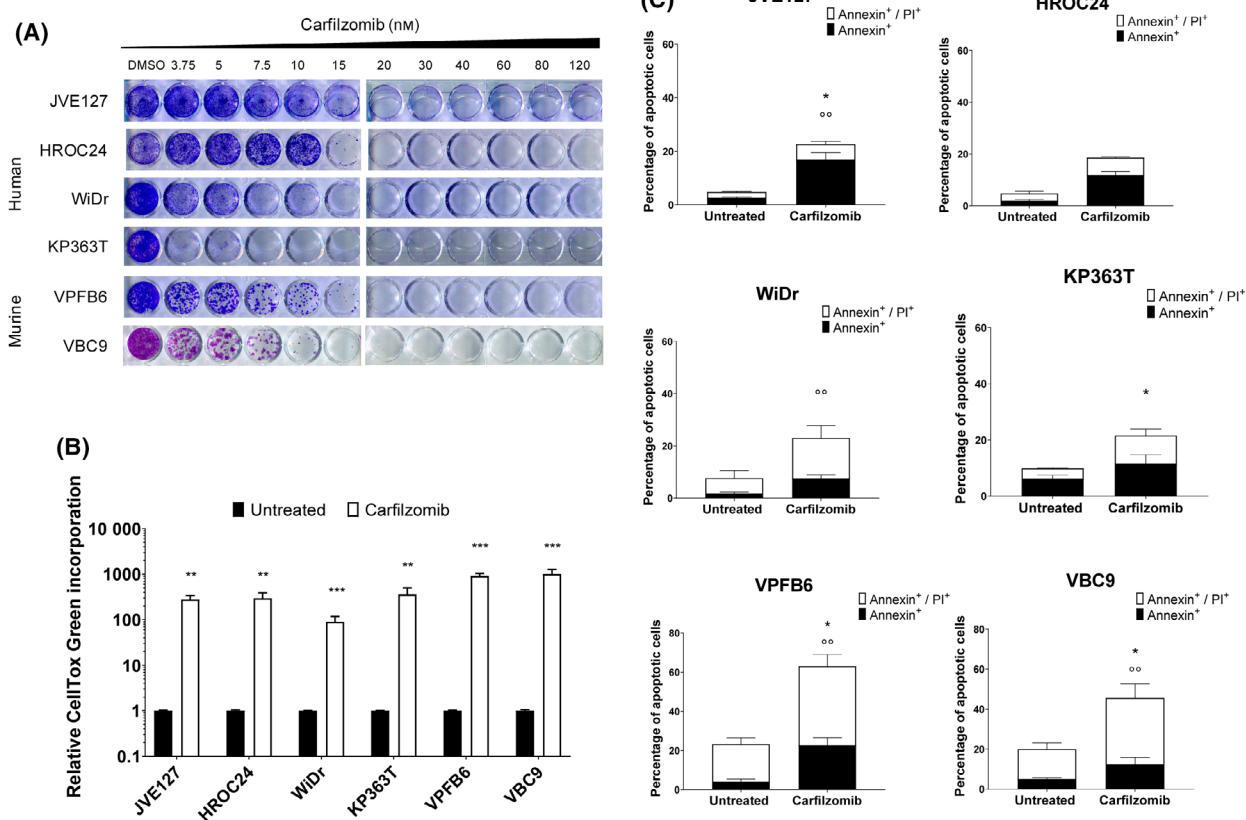 (A)
Carfilzomib (nM)
DMSO 3.75 5 7.5 10 15 20 30 40 60 80 120
Human
JVE127
HROC24
WiDr
KP363T
Murine
VPFB6
VBC9
(B)
Untreated Carfilzomib
Relative CellTox Green incorporation
10 000
1000
100
10
1
0.1
** ** *** ** *** ***
JVE127 HROC24 WiDr KP363T VPFB6 VBC9
(C)
JVE127
Annexin+ / PI+
Annexin+
Percentage of apoptotic cells
60
40
20
0
*
°°
Untreated Carfilzomib
HROC24
Annexin+ / PI+
Annexin+
Percentage of apoptotic cells
60
40
20
0
Untreated Carfilzomib
WiDr
Annexin+ / PI+
Annexin+
Percentage of apoptotic cells
60
40
20
0
°°
Untreated Carfilzomib
KP363T
Annexin+ / PI+
Annexin+
Percentage of apoptotic cells
60
40
20
0
*
Untreated Carfilzomib
VPFB6
Annexin+ / PI+
Annexin+
Percentage of apoptotic cells
80
60
40
20
0
*
°°
Untreated Carfilzomib
VBC9
Annexin+ / PI+
Annexin+
Percentage of apoptotic cells
80
60
40
20
0
*
°°
Untreated Carfilzomib